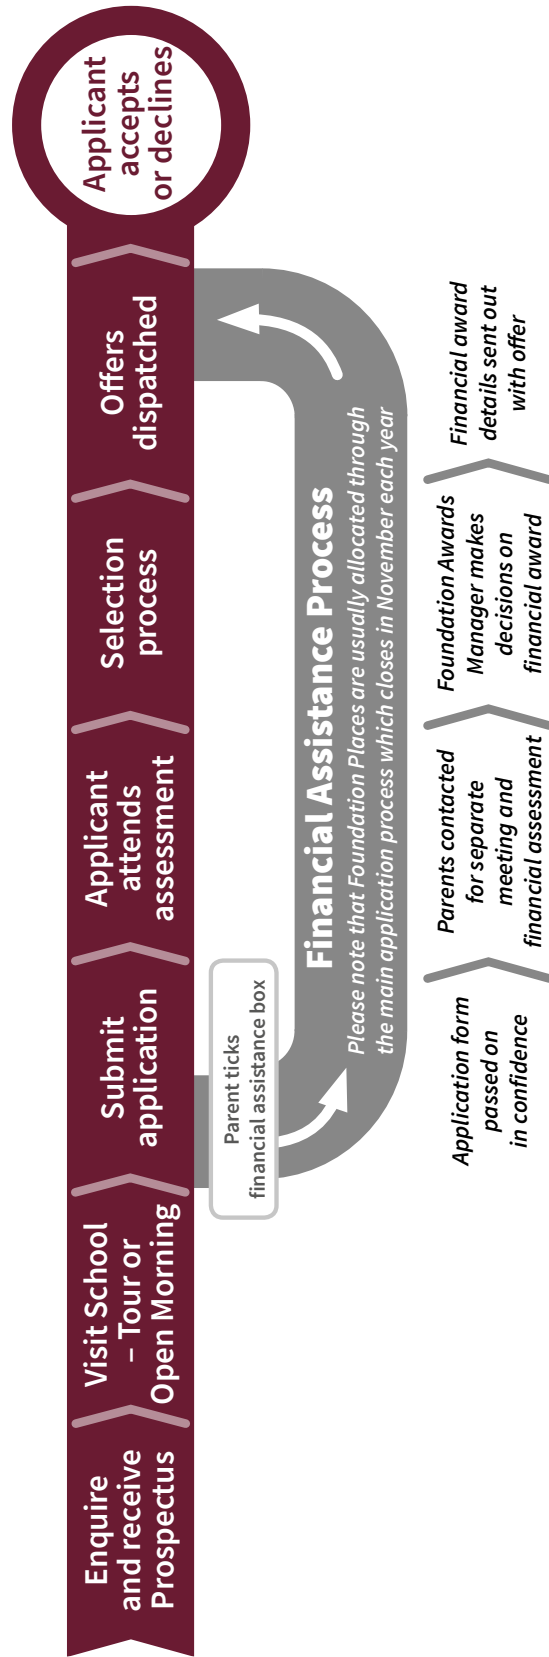 Enquire
and receive
Prospectus
Visit School
– Tour or
Open Morning
Submit
application
Applicant
attends
assessment
Selection
process
Offers
dispatched
Applicant
accepts
or declines
Parent ticks
financial assistance box
Financial Assistance Process
Please note that Foundation Places are usually allocated through
the main application process which closes in November each year
Application form
passed on
in confidence
Parents contacted
for separate
meeting and
financial assessment
Foundation Awards
Manager makes
decisions on
financial award
Financial award
details sent out
with offer